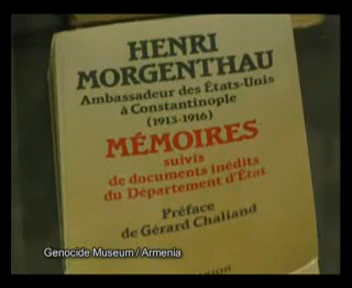 HENRI
MORGENTHAU
Ambassadeur des États-Unis
à Constantinople
(1913-1916)
MÉMOIRES
suivis
de documents inédits
du Département d'État
Préface
de Gérard Chaliand
Genocide Museum / Armenia